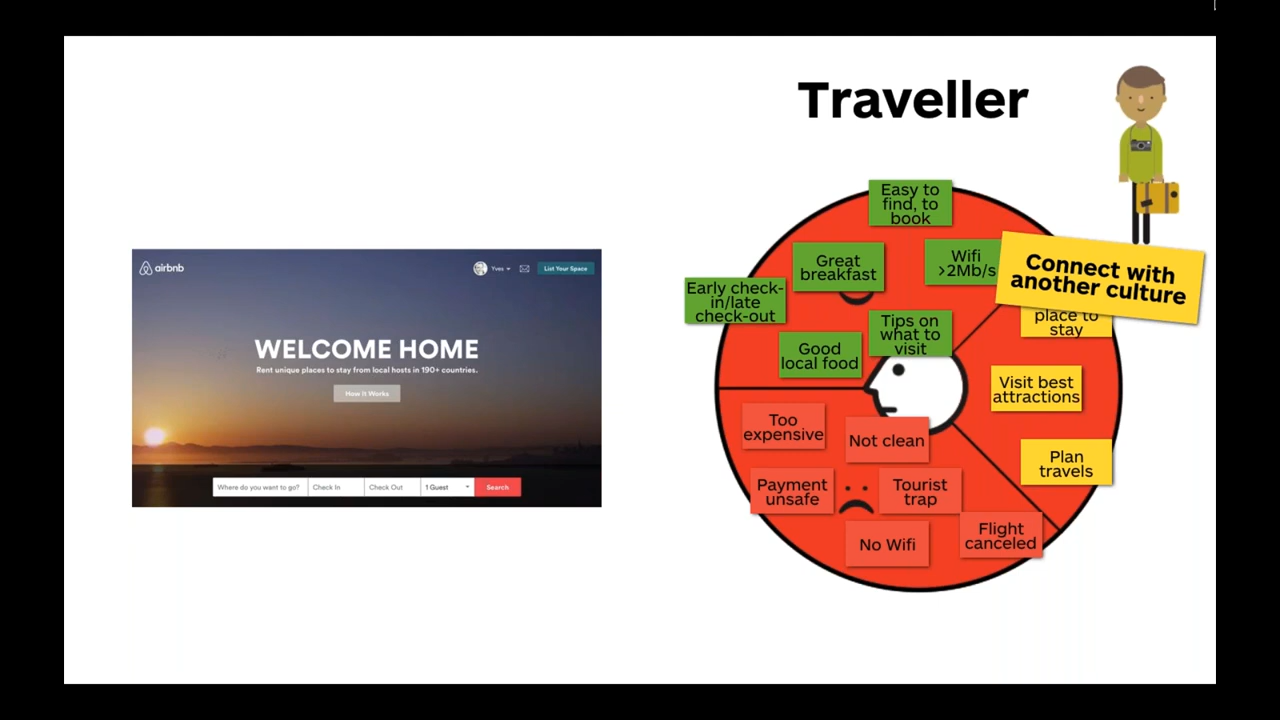 Traveller
Easy to
find, to
book
Great
breakfast
Wifi
>2Mb/s
Connect with
another culture
Early check-
in/late
check-out
Tips on
what to
visit
place to
stay
Good
local food
Visit best
attractions
Too
expensive
Not clean
Plan
travels
Payment
unsafe
Tourist
trap
No Wifi
Flight
canceled
airbnb
Yves
List Your Space
WELCOME HOME
Rent unique places to stay from local hosts in 190+ countries.
How It Works
Where do you want to go?
Check In
Check Out
1 Guest
Search